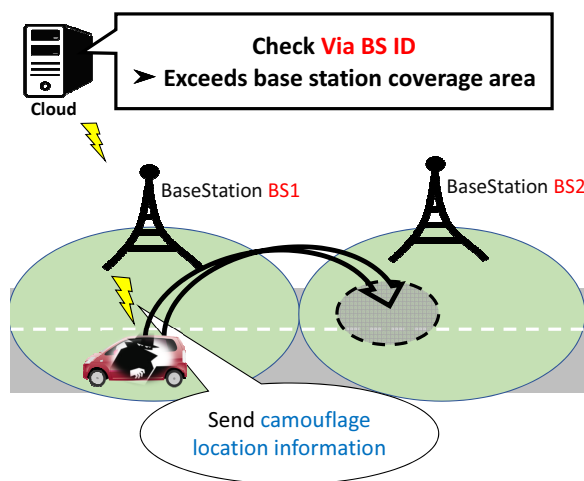 Check Via BS ID
➤ Exceeds base station coverage area
Cloud
BaseStation BS1
BaseStation BS2
Send camouflage
location information